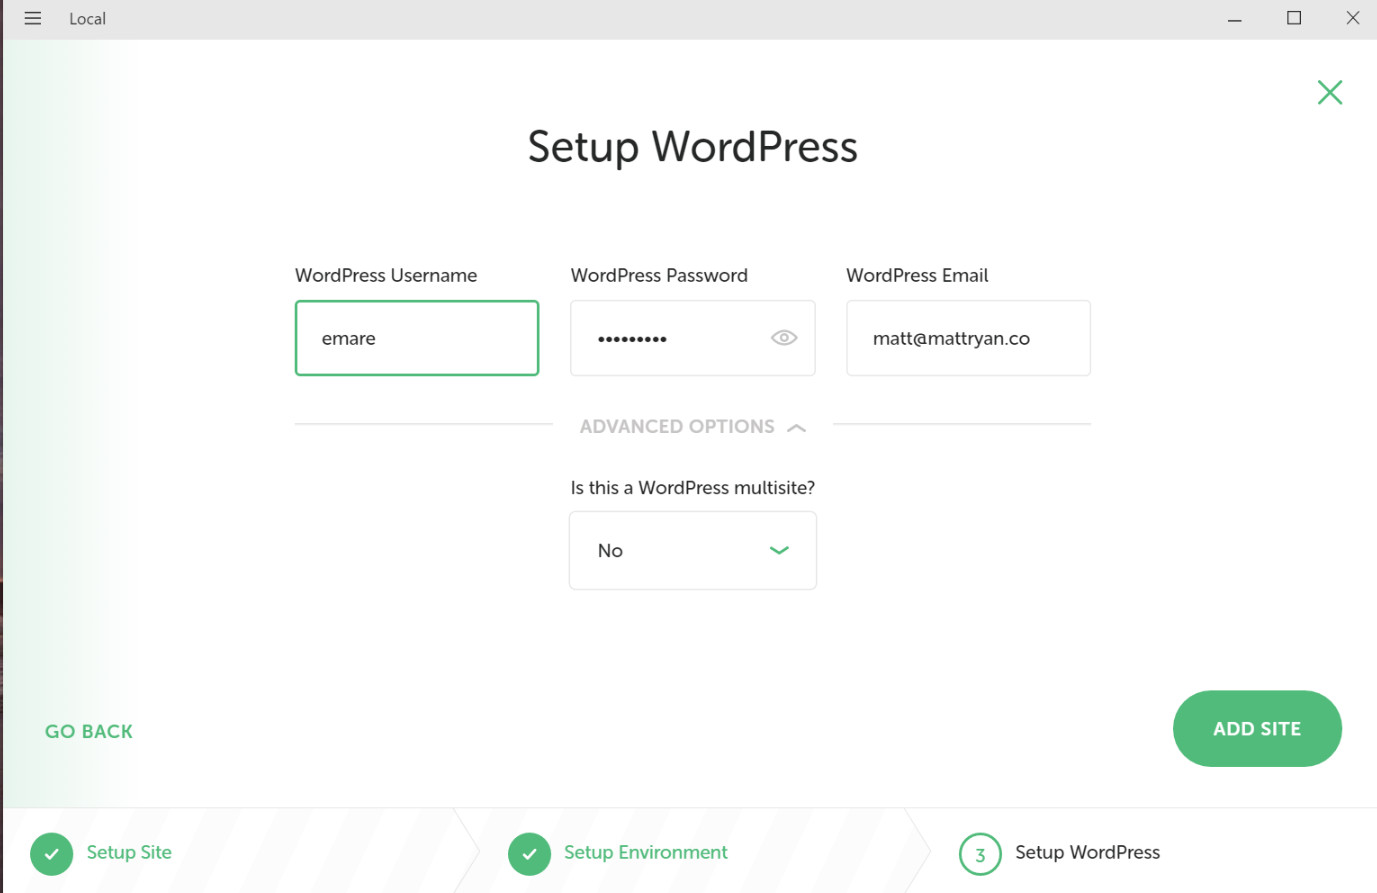 Local
Setup WordPress
WordPress Username
WordPress Password
WordPress Email
emare
•••••••••
matt@mattryan.co
ADVANCED OPTIONS
Is this a WordPress multisite?
No
GO BACK
ADD SITE
Setup Site
Setup Environment
3
Setup WordPress